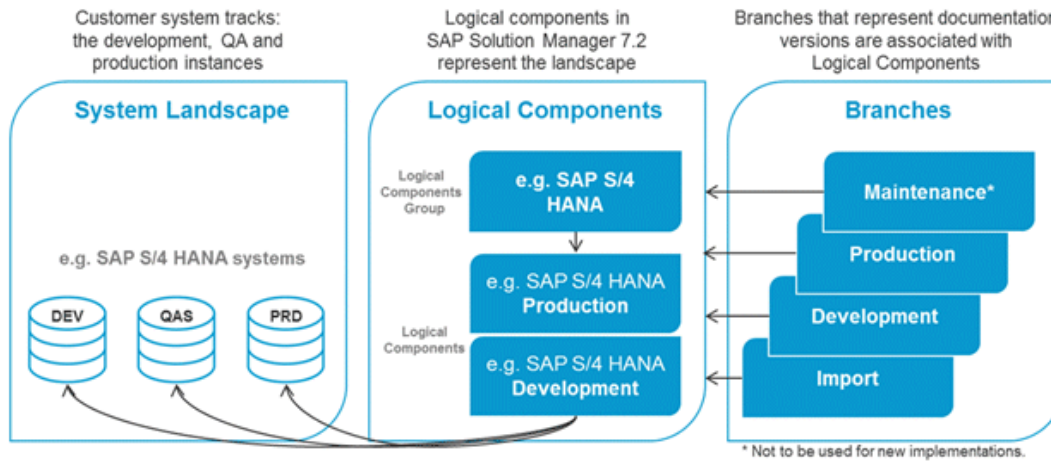 Customer system tracks:
the development, QA and
production instances
System Landscape
e.g. SAP S/4 HANA systems
DEV
QAS
PRD
Logical components in
SAP Solution Manager 7.2
represent the landscape
Logical Components
Logical
Components
Group
e.g. SAP S/4
HANA
e.g. SAP S/4 HANA
Production
Logical
Components
e.g. SAP S/4 HANA
Development
Branches that represent documentation
versions are associated with
Logical Components
Branches
Maintenance*
Production
Development
Import
* Not to be used for new implementations.